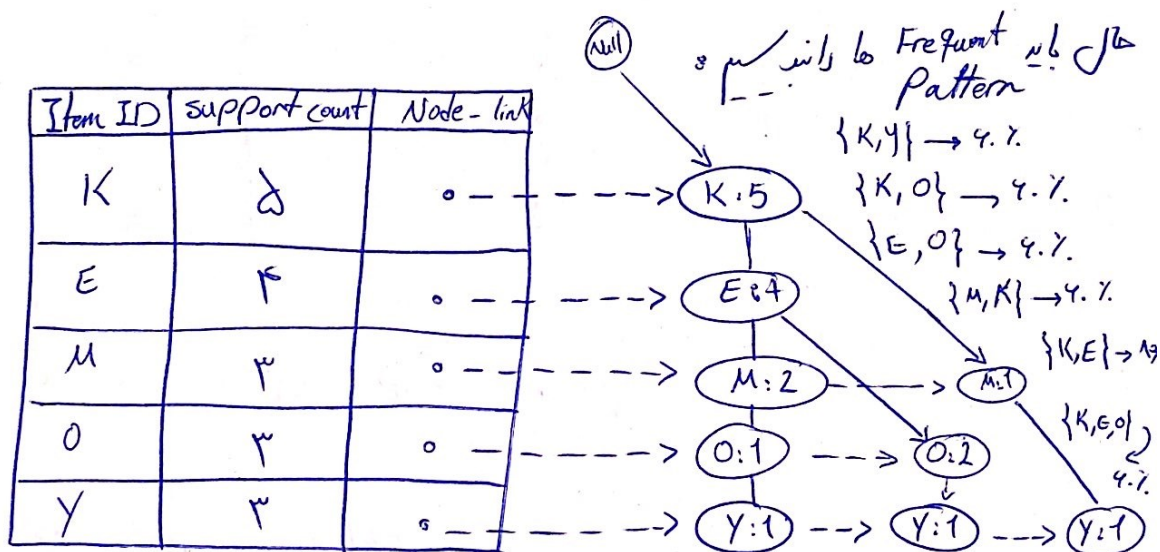 حال باید Frequent ها را
Pattern
Null
Item ID support count Node-link
K ۵
E ۴
M ۳
O ۳
Y ۳
K:5
E:4
M:2 M:1
O:1 O:2
Y:1 Y:1 Y:1
{K,Y} → ۶۰%
{K,O} → ۶۰%
{E,O} → ۶۰%
{M,K} → ۶۰%
{K,E} →
{K,E,O}
۶۰%